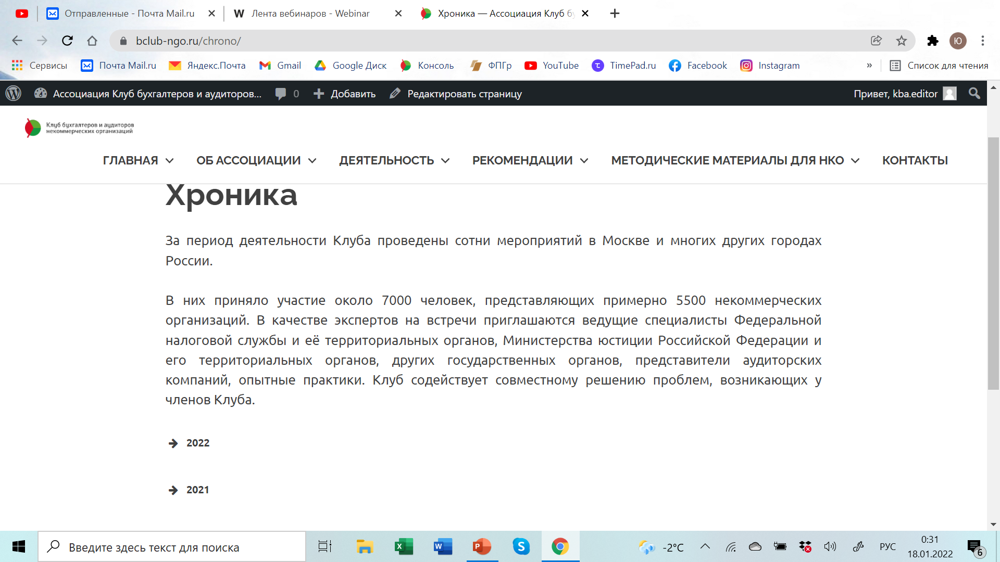 Отправленные - Почта Mail.ru
Лента вебинаров - Webinar
Хроника — Ассоциация Клуб бу
bclub-ngo.ru/chrono/
Ю
Сервисы
Почта Mail.ru
Яндекс.Почта
Gmail
Google Диск
Консоль
ФПГр
YouTube
TimePad.ru
Facebook
Instagram
»
Список для чтения
Ассоциация Клуб бухгалтеров и аудиторов...
0
Добавить
Редактировать страницу
Привет, kba.editor
Клуб бухгалтеров и аудиторов
некоммерческих организаций
ГЛАВНАЯ
ОБ АССОЦИАЦИИ
ДЕЯТЕЛЬНОСТЬ
РЕКОМЕНДАЦИИ
МЕТОДИЧЕСКИЕ МАТЕРИАЛЫ ДЛЯ НКО
КОНТАКТЫ
Хроника
За период деятельности Клуба проведены сотни мероприятий в Москве и многих других городах
России.
В них приняло участие около 7000 человек, представляющих примерно 5500 некоммерческих
организаций. В качестве экспертов на встречи приглашаются ведущие специалисты Федеральной
налоговой службы и её территориальных органов, Министерства юстиции Российской Федерации и
его территориальных органов, других государственных органов, представители аудиторских
компаний, опытные практики. Клуб содействует совместному решению проблем, возникающих у
членов Клуба.
2022
2021
Введите здесь текст для поиска
-2°C
РУС
0:31
18.01.2022
6